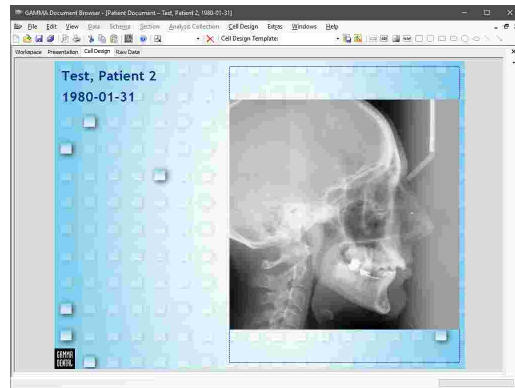 GAMMA Document Browser - [Patient Document - Test, Patient 2, 1980-01-31]
File Edit View Data Schema Section Analysis Collection Cell Design Extras Windows Help
Cell Design Template:
Workspace Presentation Cell Design Raw Data
Test, Patient 2
1980-01-31
GAMMA
DENTAL